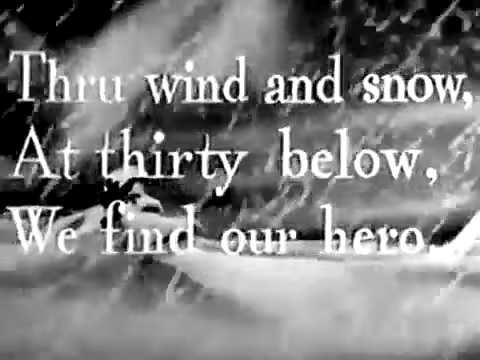 Thru wind and snow,
At thirty below,
We find our hero.